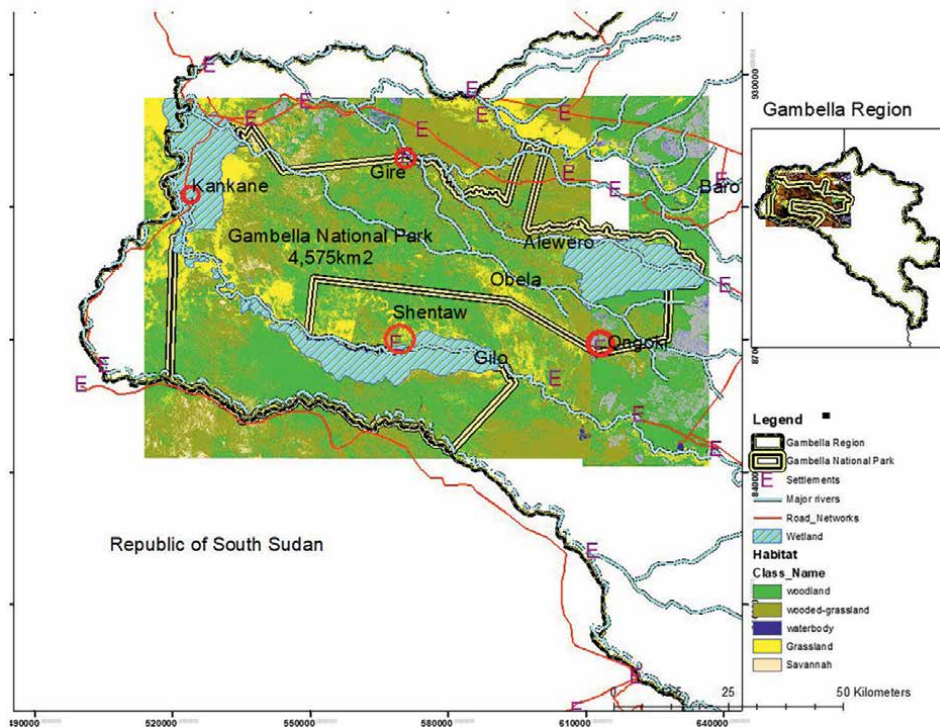 Gambella Region
Kankane
Gire
Baro
Gambella National Park
4,575km2
Alewero
Obela
Shentaw
Ongoki
Gilo
Republic of South Sudan
Legend
Gambella Region
Gambella National Park
E Settlements
Major rivers
Road_Networks
Wetland
Habitat
Class_Name
woodland
wooded-grassland
waterbody
Grassland
Savannah
25 50 Kilometers
930000
490000 520000 550000 580000 610000 640000